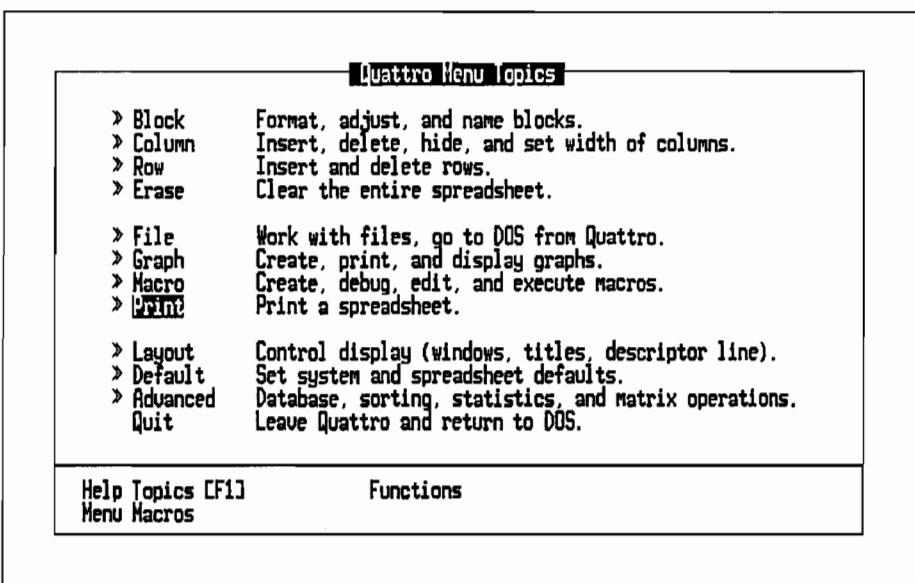 Quattro Menu Topics
» Block Format, adjust, and name blocks.
» Column Insert, delete, hide, and set width of columns.
» Row Insert and delete rows.
» Erase Clear the entire spreadsheet.
» File Work with files, go to DOS from Quattro.
» Graph Create, print, and display graphs.
» Macro Create, debug, edit, and execute macros.
» Print Print a spreadsheet.
» Layout Control display (windows, titles, descriptor line).
» Default Set system and spreadsheet defaults.
» Advanced Database, sorting, statistics, and matrix operations.
Quit Leave Quattro and return to DOS.
Help Topics [F1] Functions
Menu Macros